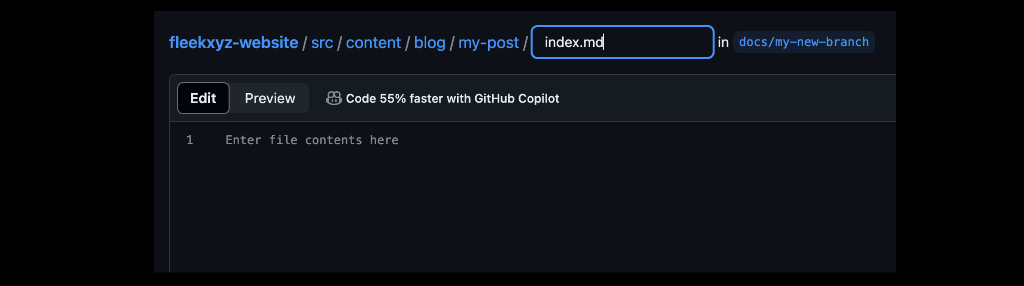 fleekxyz-website / src / content / blog / my-post / index.md in docs/my-new-branch
Edit Preview Code 55% faster with GitHub Copilot
1 Enter file contents here